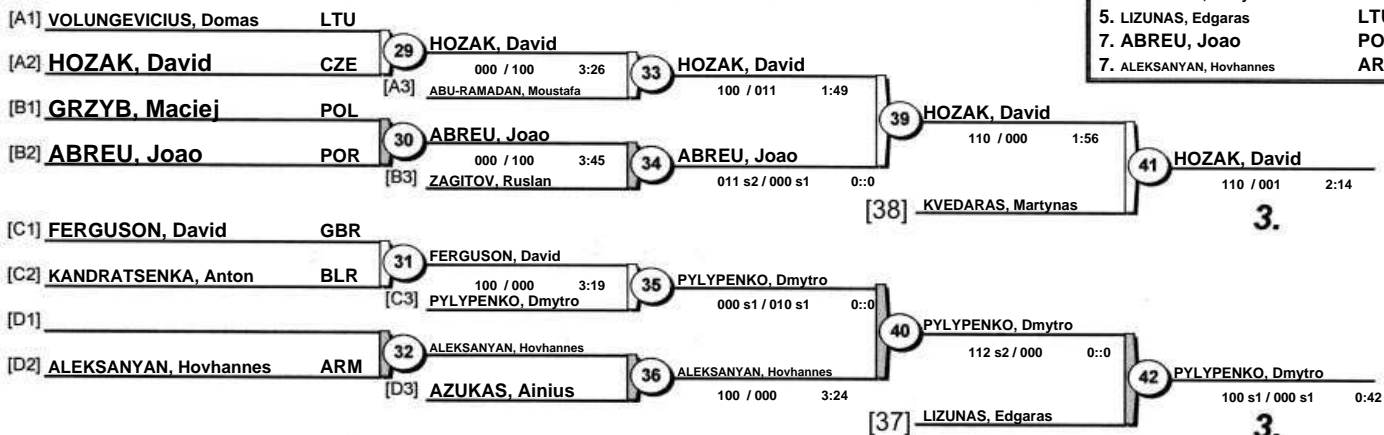 5. LIZUNAS, Edgaras LTU
7. ABREU, Joao PO
7. ALEKSANYAN, Hovhannes AR
[A1] VOLUNGEVICIUS, Domas LTU
29 HOZAK, David
000 / 100 3:26
[A2] HOZAK, David CZE
[A3] ABU-RAMADAN, Moustafa
33 HOZAK, David
100 / 011 1:49
[B1] GRZYB, Maciej POL
30 ABREU, Joao
000 / 100 3:45
[B2] ABREU, Joao POR
[B3] ZAGITOV, Ruslan
34 ABREU, Joao
011 s2 / 000 s1 0::0
39 HOZAK, David
110 / 000 1:56
[38] KVEDARAS, Martynas
41 HOZAK, David
110 / 001 2:14
3.
[C1] FERGUSON, David GBR
31 FERGUSON, David
100 / 000 3:19
[C2] KANDRATSENKA, Anton BLR
[C3] PYLYPENKO, Dmytro
35 PYLYPENKO, Dmytro
000 s1 / 010 s1 0::0
[D1]
32 ALEKSANYAN, Hovhannes
[D2] ALEKSANYAN, Hovhannes ARM
[D3] AZUKAS, Ainius
36 ALEKSANYAN, Hovhannes
100 / 000 3:24
40 PYLYPENKO, Dmytro
112 s2 / 000 0::0
[37] LIZUNAS, Edgaras
42 PYLYPENKO, Dmytro
100 s1 / 000 s1 0:42
3.